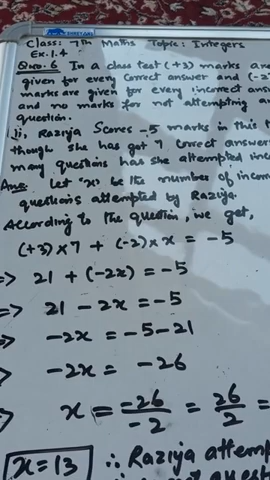 Class: 7th Maths Topic: Integers
Ex. 1.4
Que. 6 In a class test (+3) marks are
given for every correct answer and (-2
marks are given for every incorrect ans
and no marks for not attempting a
question.
ii, Raziya Scores -5 marks in this t
though she has got 7 correct answer
many questions has she attempted inco
Ans: Let 'x' be the number of incorr
questions attempted by Raziya.
According to the question, we get,
(+3) × 7 + (-2) × x = -5
=> 21 + (-2x) = -5
=> 21 - 2x = -5
=> -2x = -5 - 21
-2x = -26
x = -26/-2 = 26/2 =
x = 13 ∴ Raziya attemp